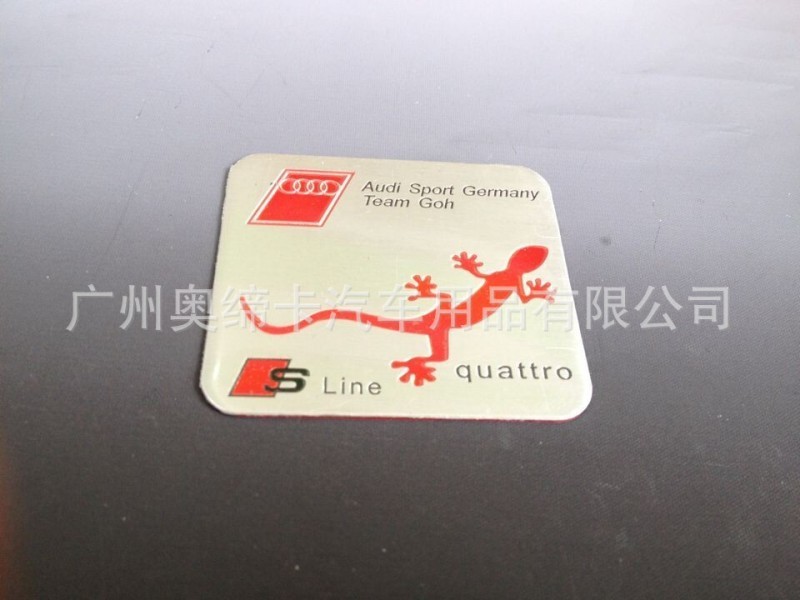 Audi Sport Germany
Team Goh
广州奥缔卡汽车用品有限公司
S Line
quattro